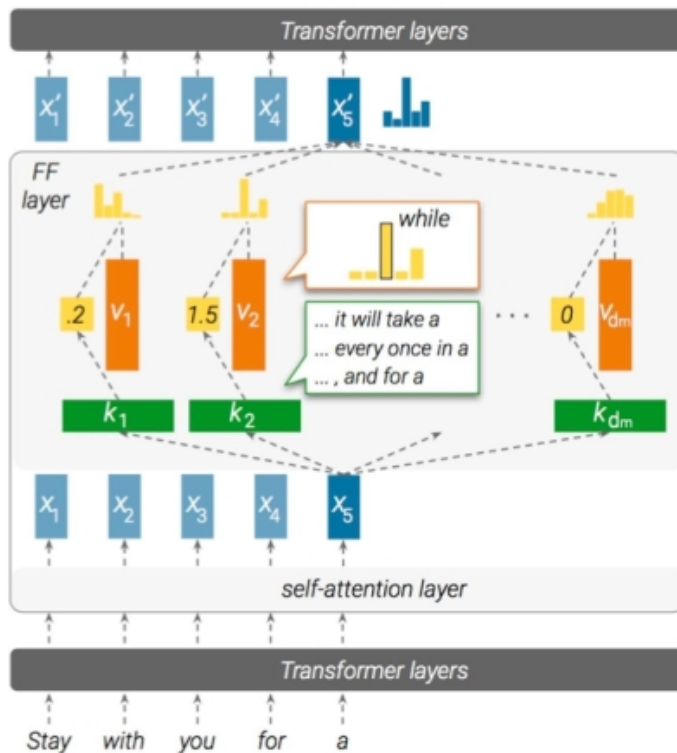 Transformer layers
x′1 x′2 x′3 x′4 x′5
FF
layer
while
.2 v1 1.5 v2 0 vdm
... it will take a
... every once in a
... , and for a
. . .
k1 k2 kdm
x1 x2 x3 x4 x5
self-attention layer
Transformer layers
Stay with you for a